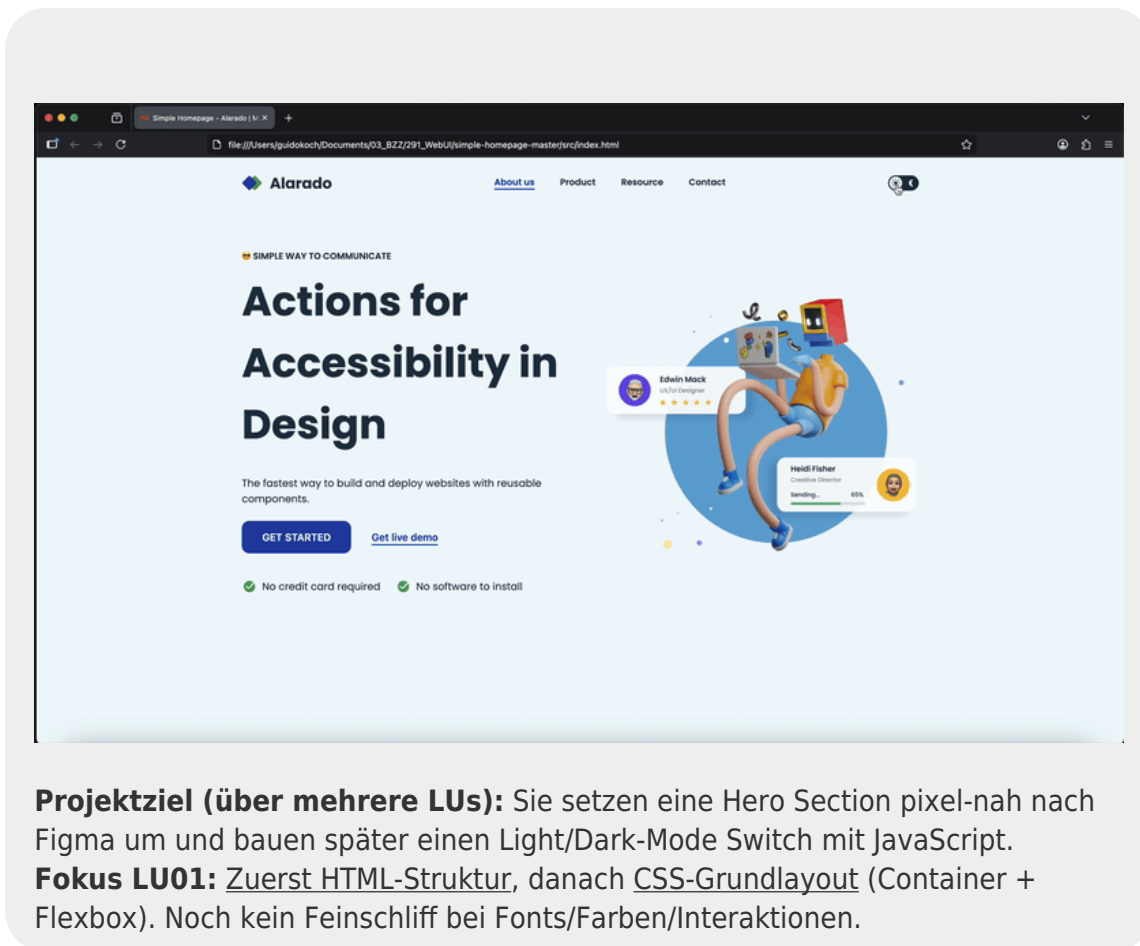 Simple Homepage - Alarado | M
file:///Users/guidokoch/Documents/03_BZZ/291_WebUI/simple-homepage-master/src/index.html
Alarado
About us Product Resource Contact
SIMPLE WAY TO COMMUNICATE
Actions for
Accessibility in
Design
Edwin Mack
UX/UI Designer
Heidi Fisher
Creative Director
Sending... 65%
The fastest way to build and deploy websites with reusable
components.
GET STARTED Get live demo
No credit card required No software to install
Projektziel (über mehrere LUs): Sie setzen eine Hero Section pixel-nah nach
Figma um und bauen später einen Light/Dark-Mode Switch mit JavaScript.
Fokus LU01: Zuerst HTML-Struktur, danach CSS-Grundlayout (Container +
Flexbox). Noch kein Feinschliff bei Fonts/Farben/Interaktionen.